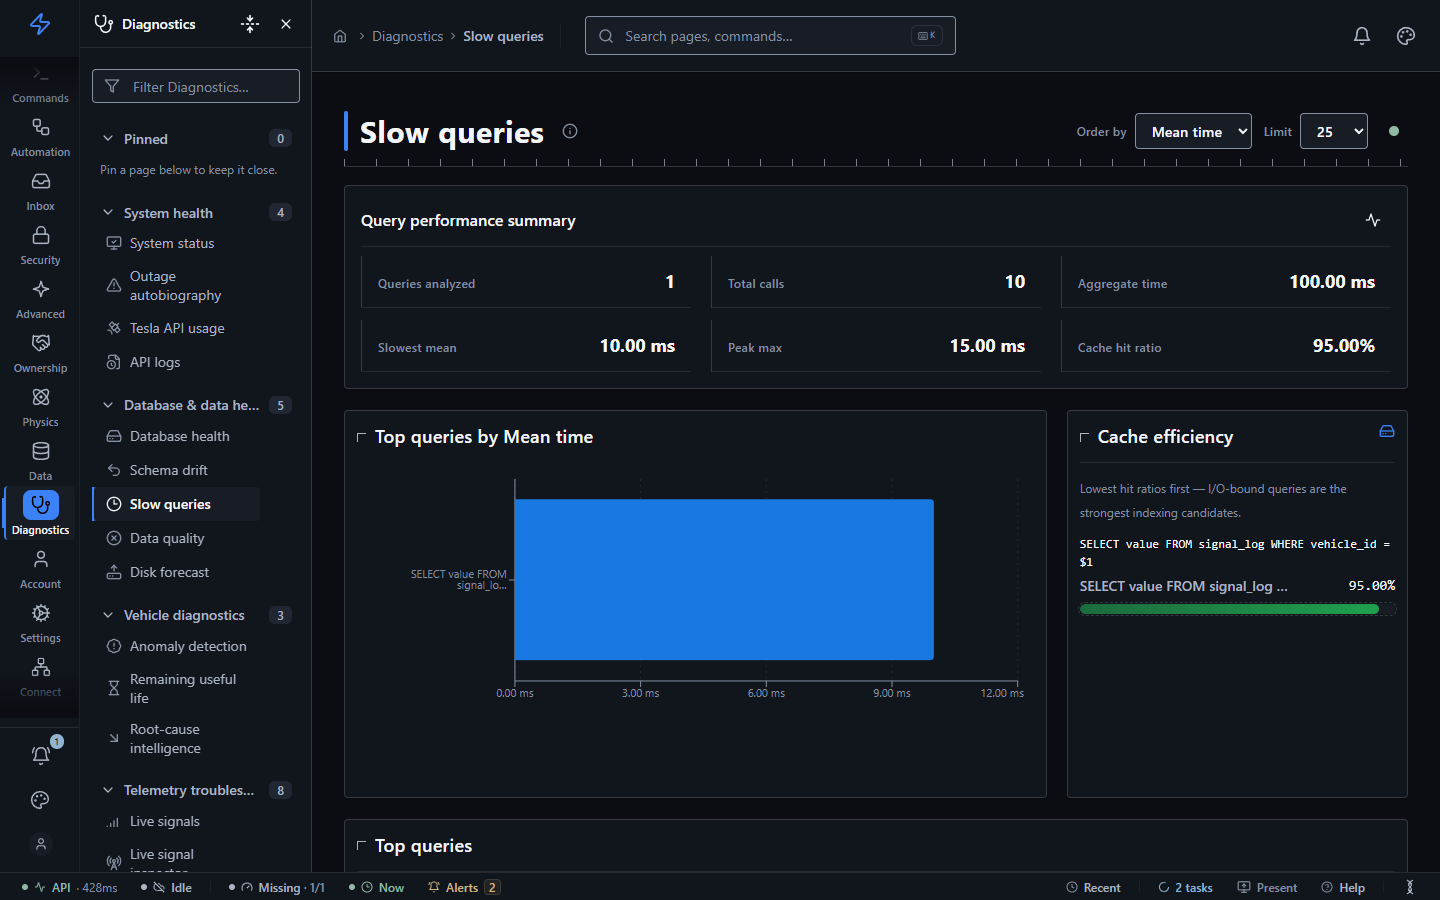 Diagnostics
Diagnostics
Slow queries
Search pages, commands...
K
Commands
Automation
Inbox
Security
Advanced
Ownership
Physics
Data
Diagnostics
Account
Settings
Connect
1
Filter Diagnostics...
Pinned
0
Pin a page below to keep it close.
System health
4
System status
Outage
autobiography
Tesla API usage
API logs
Database & data he...
5
Database health
Schema drift
Slow queries
Data quality
Disk forecast
Vehicle diagnostics
3
Anomaly detection
Remaining useful
life
Root-cause
intelligence
Telemetry troubles...
8
Live signals
Live signal
inspector
Slow queries
Order by
Mean time
Limit
25
Query performance summary
Queries analyzed
1
Total calls
10
Aggregate time
100.00 ms
Slowest mean
10.00 ms
Peak max
15.00 ms
Cache hit ratio
95.00%
Top queries by Mean time
SELECT value FROM
signal_lo...
0.00 ms
3.00 ms
6.00 ms
9.00 ms
12.00 ms
Cache efficiency
Lowest hit ratios first — I/O-bound queries are the
strongest indexing candidates.
SELECT value FROM signal_log WHERE vehicle_id =
$1
SELECT value FROM signal_log ...
95.00%
Top queries
API · 428ms
Idle
Missing · 1/1
Now
Alerts 2
Recent
2 tasks
Present
Help